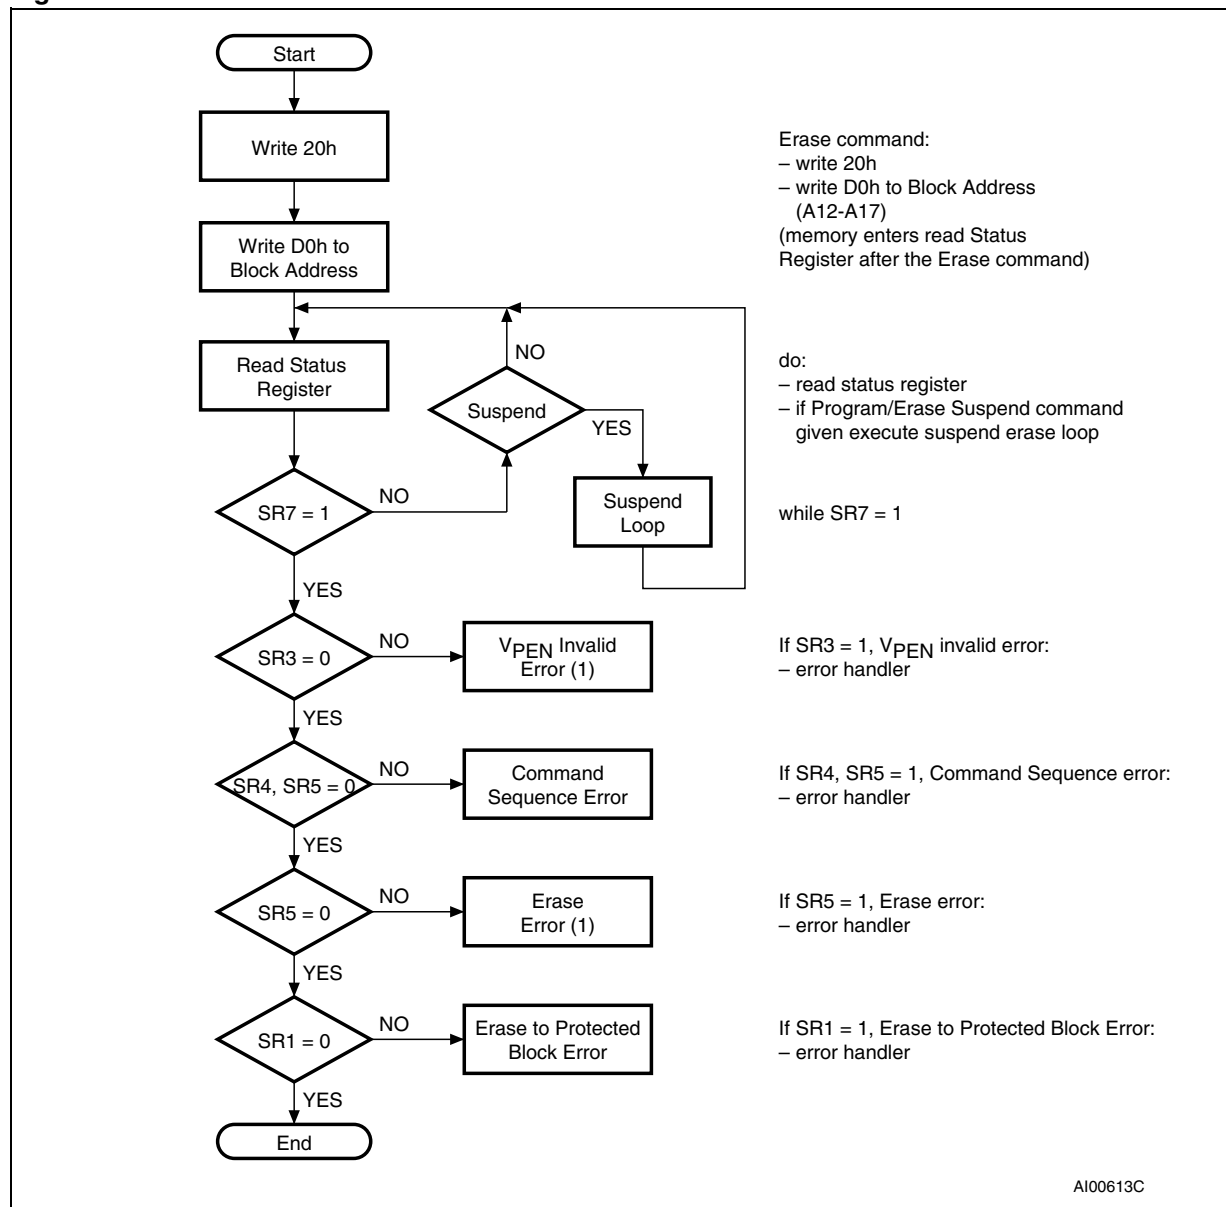 Start
Write 20h
Erase command:
– write 20h
– write D0h to Block Address
(A12-A17)
(memory enters read Status
Register after the Erase command)
Write D0h to
Block Address
Read Status
Register
NO
Suspend
YES
do:
– read status register
– if Program/Erase Suspend command
given execute suspend erase loop
SR7 = 1
NO
Suspend
Loop
while SR7 = 1
YES
SR3 = 0
NO
VPEN Invalid
Error (1)
If SR3 = 1, VPEN invalid error:
– error handler
YES
SR4, SR5 = 0
NO
Command
Sequence Error
If SR4, SR5 = 1, Command Sequence error:
– error handler
YES
SR5 = 0
NO
Erase
Error (1)
If SR5 = 1, Erase error:
– error handler
YES
SR1 = 0
NO
Erase to Protected
Block Error
If SR1 = 1, Erase to Protected Block Error:
– error handler
YES
End
AI00613C